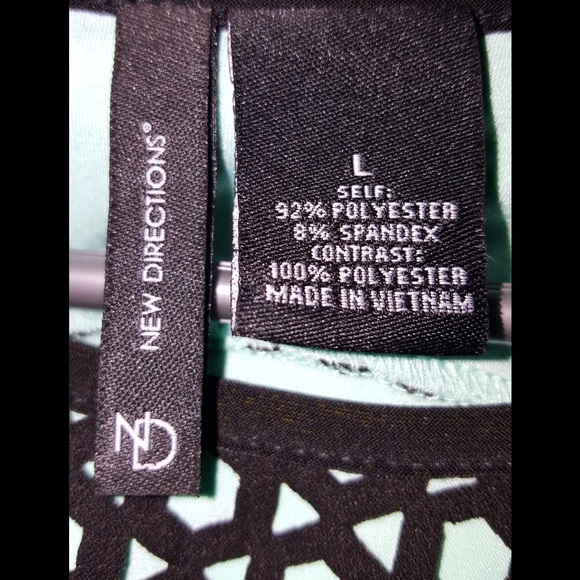 NEW DIRECTIONS®
ND
L
SELF:
92% POLYESTER
8% SPANDEX
CONTRAST:
100% POLYESTER
MADE IN VIETNAM